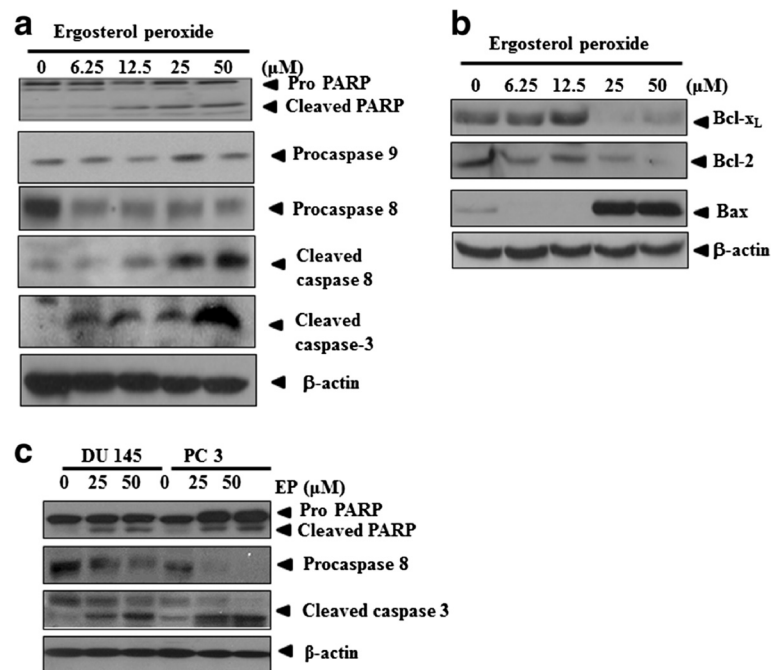 a
Ergosterol peroxide
0 6.25 12.5 25 50 (μM)
Pro PARP
Cleaved PARP
Procaspase 9
Procaspase 8
Cleaved
caspase 8
Cleaved
caspase-3
β-actin
b
Ergosterol peroxide
0 6.25 12.5 25 50 (μM)
Bcl-xL
Bcl-2
Bax
β-actin
c
DU 145 PC 3
0 25 50 0 25 50 EP (μM)
Pro PARP
Cleaved PARP
Procaspase 8
Cleaved caspase 3
β-actin